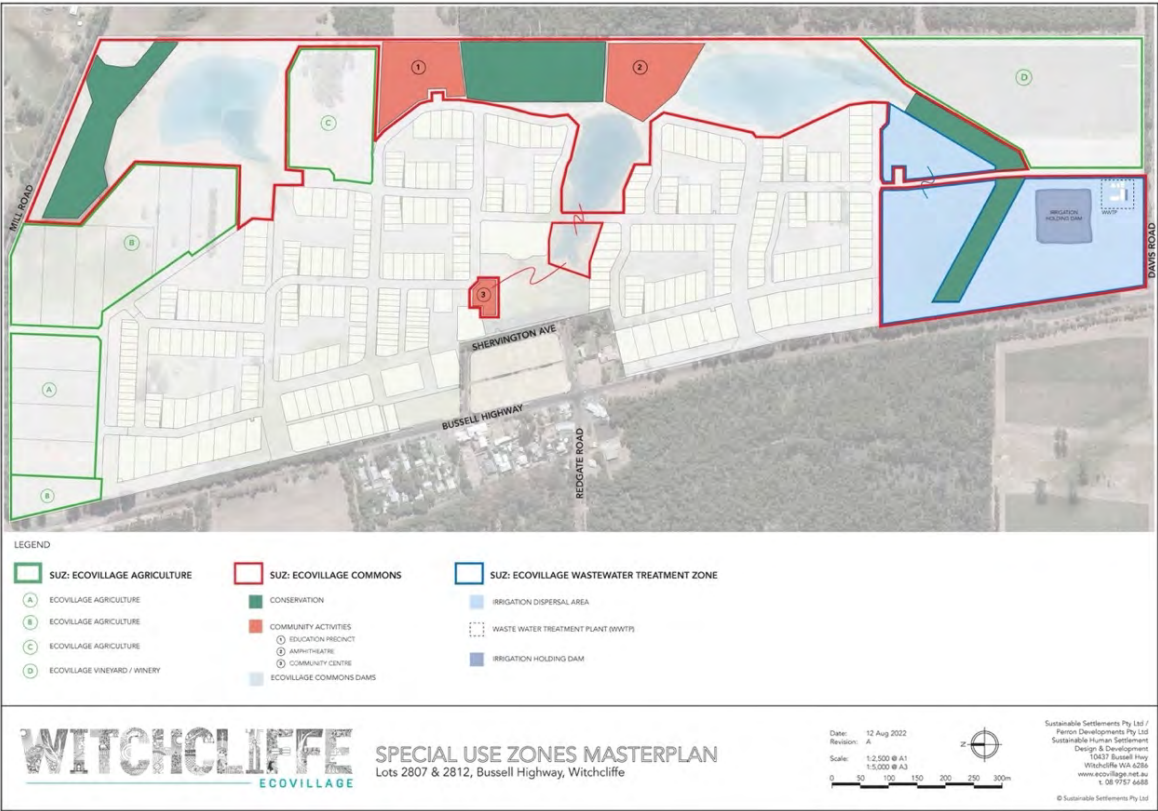 1
2
D
C
MILL ROAD
B
IRRIGATION
HOLDING DAM
WWTP
DAVIS ROAD
3
SHERVINGTON AVE
A
BUSSELL HIGHWAY
REDGATE ROAD
B
LEGEND
SUZ: ECOVILLAGE AGRICULTURE
A ECOVILLAGE AGRICULTURE
B ECOVILLAGE AGRICULTURE
C ECOVILLAGE AGRICULTURE
D ECOVILLAGE VINEYARD / WINERY
SUZ: ECOVILLAGE COMMONS
CONSERVATION
COMMUNITY ACTIVITIES
1 EDUCATION PRECINCT
2 AMPHITHEATRE
3 COMMUNITY CENTRE
ECOVILLAGE COMMONS DAMS
SUZ: ECOVILLAGE WASTEWATER TREATMENT ZONE
IRRIGATION DISPERSAL AREA
WASTE WATER TREATMENT PLANT (WWTP)
IRRIGATION HOLDING DAM
WITCHCLIFFE
ECOVILLAGE
SPECIAL USE ZONES MASTERPLAN
Lots 2807 & 2812, Bussell Highway, Witchcliffe
Date: 12 Aug 2022
Revision: A
Scale: 1:2,500 @ A1
1:5,000 @ A3
Z
0 50 100 150 200 250 300m
Sustainable Settlements Pty Ltd /
Perron Developments Pty Ltd
Sustainable Human Settlement
Design & Development
10437 Bussell Hwy
Witchcliffe WA 6286
www.ecovillage.net.au
t. 08 9757 6688
© Sustainable Settlements Pty Ltd